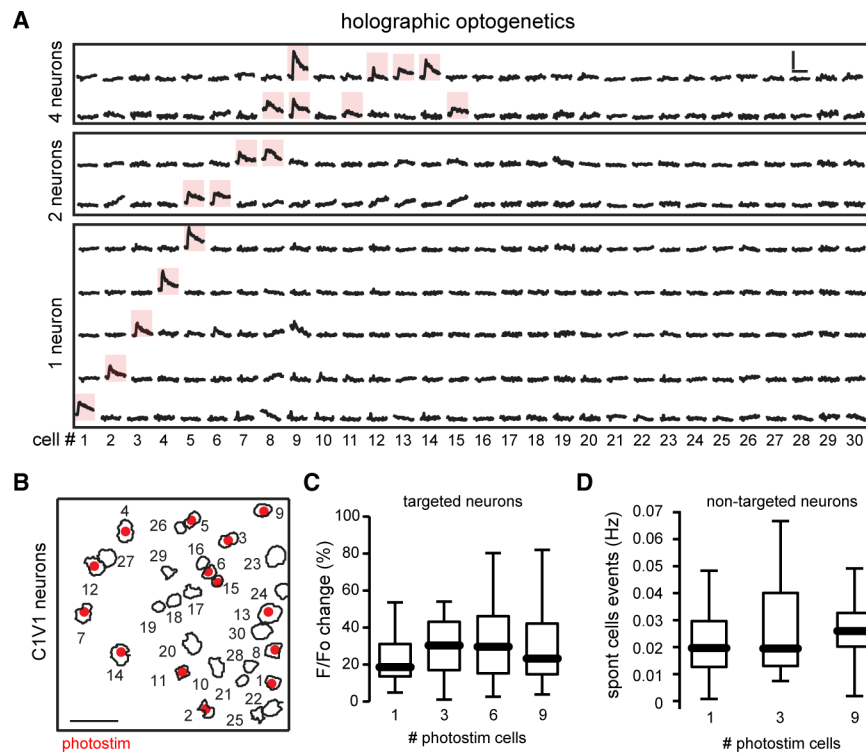 A
holographic optogenetics
4 neurons
2 neurons
1 neuron
cell # 1 2 3 4 5 6 7 8 9 10 11 12 13 14 15 16 17 18 19 20 21 22 23 24 25 26 27 28 29 30
B
C1V1 neurons
4
9
26
5
3
27
16
29
6
23
12
15
24
17
13
18
7
19
30
20
28
8
14
11
10
1
21
22
2
25
photostim
C
targeted neurons
F/Fo change (%)
100
80
60
40
20
0
1 3 6 9
# photostim cells
D
non-targeted neurons
spont cells events (Hz)
0.07
0.06
0.05
0.04
0.03
0.02
0.01
0
1 3 9
# photostim cells